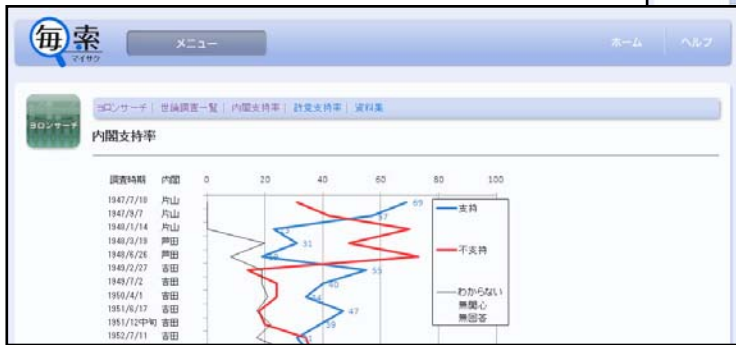 毎索
マイサク
メニュー
ホーム
ヘルプ
ヨロンサーチ
ヨロンサーチ | 世論調査一覧 | 内閣支持率 | 政党支持率 | 資料集
内閣支持率
調査時期 内閣 0 20 40 60 80 100
1947/7/10 片山 69
1947/9/7 片山 57
1948/1/14 片山 23
1948/3/19 芦田 31
1948/6/26 芦田
1949/2/27 吉田 55
1949/7/2 吉田 40
1950/4/1 吉田 34
1951/6/17 吉田 47
1951/12中旬 吉田 39
1952/7/11 吉田
支持
不支持
わからない
無関心
無回答